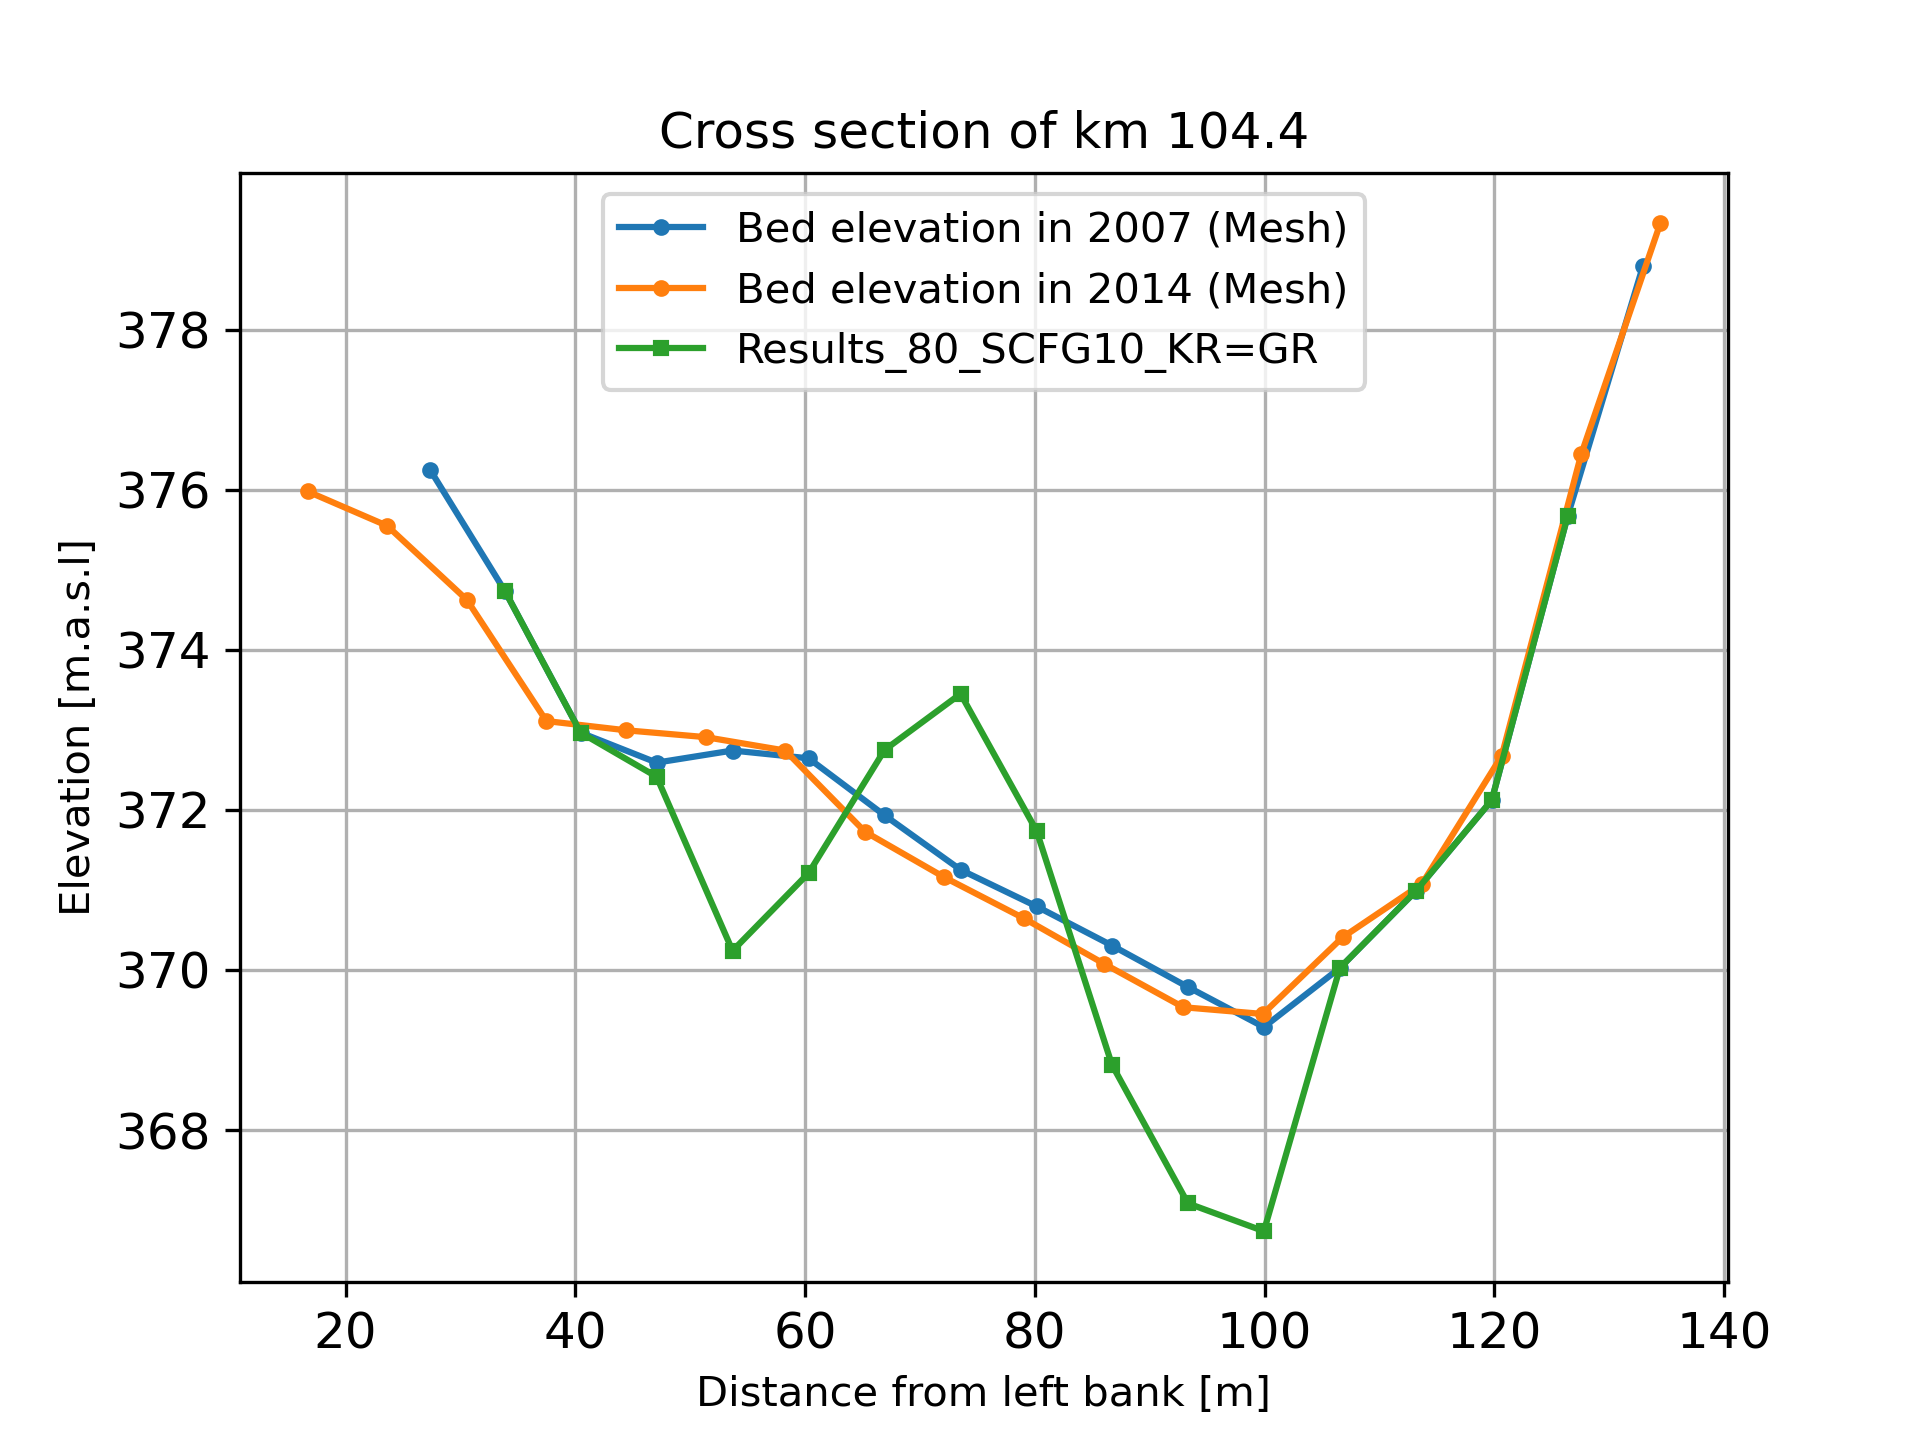 Cross section of km 104.4
Bed elevation in 2007 (Mesh)
Bed elevation in 2014 (Mesh)
Results_80_SCFG10_KR=GR
378
376
374
372
370
368
Elevation [m.a.s.l]
20 40 60 80 100 120 140
Distance from left bank [m]